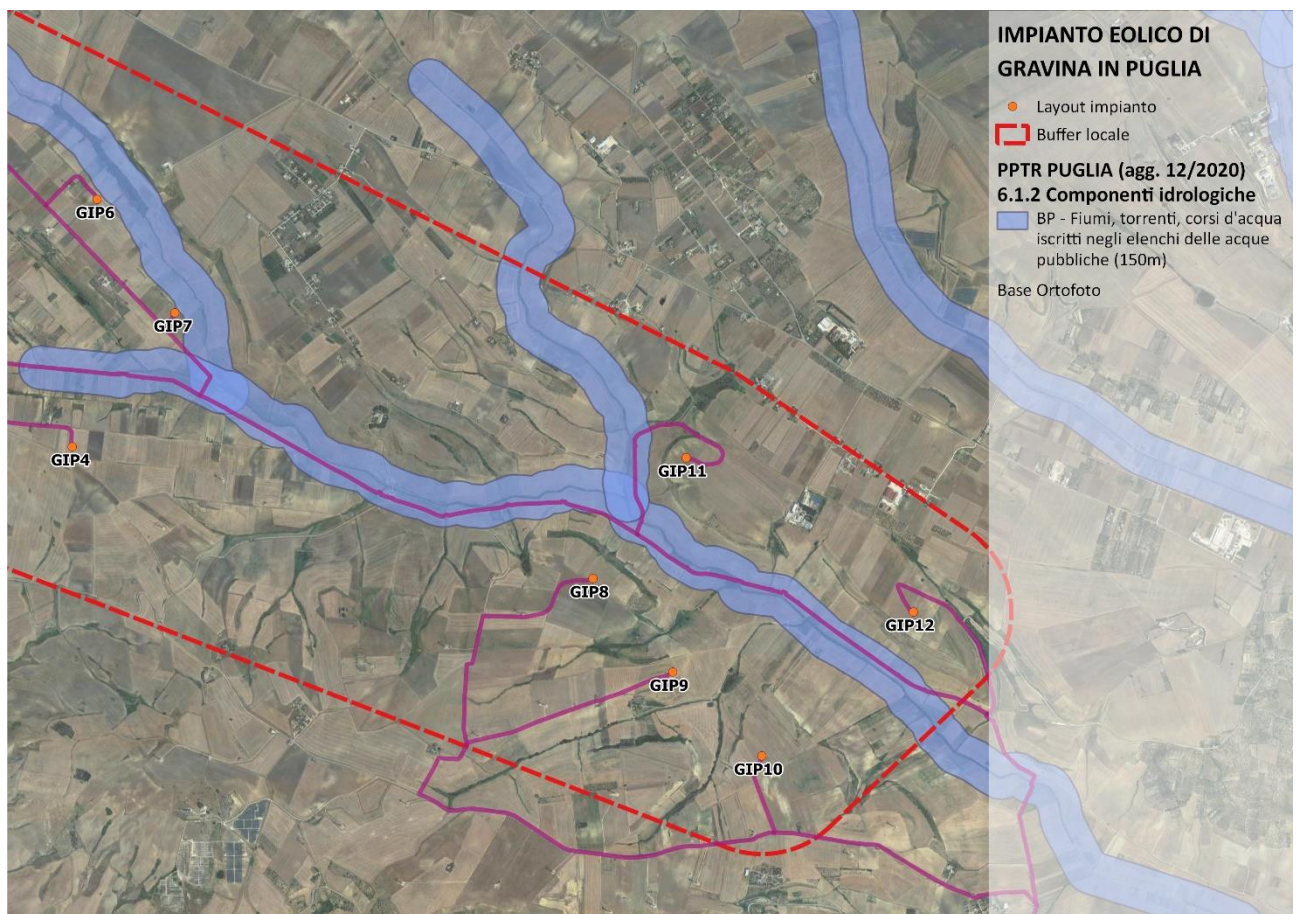 IMPIANTO EOLICO DI
GRAVINA IN PUGLIA
Layout impianto
Buffer locale
PPTR PUGLIA (agg. 12/2020)
6.1.2 Componenti idrologiche
BP - Fiumi, torrenti, corsi d'acqua
iscritti negli elenchi delle acque
pubbliche (150m)
Base Ortofoto
GIP6
GIP7
GIP4
GIP11
GIP8
GIP12
GIP9
GIP10